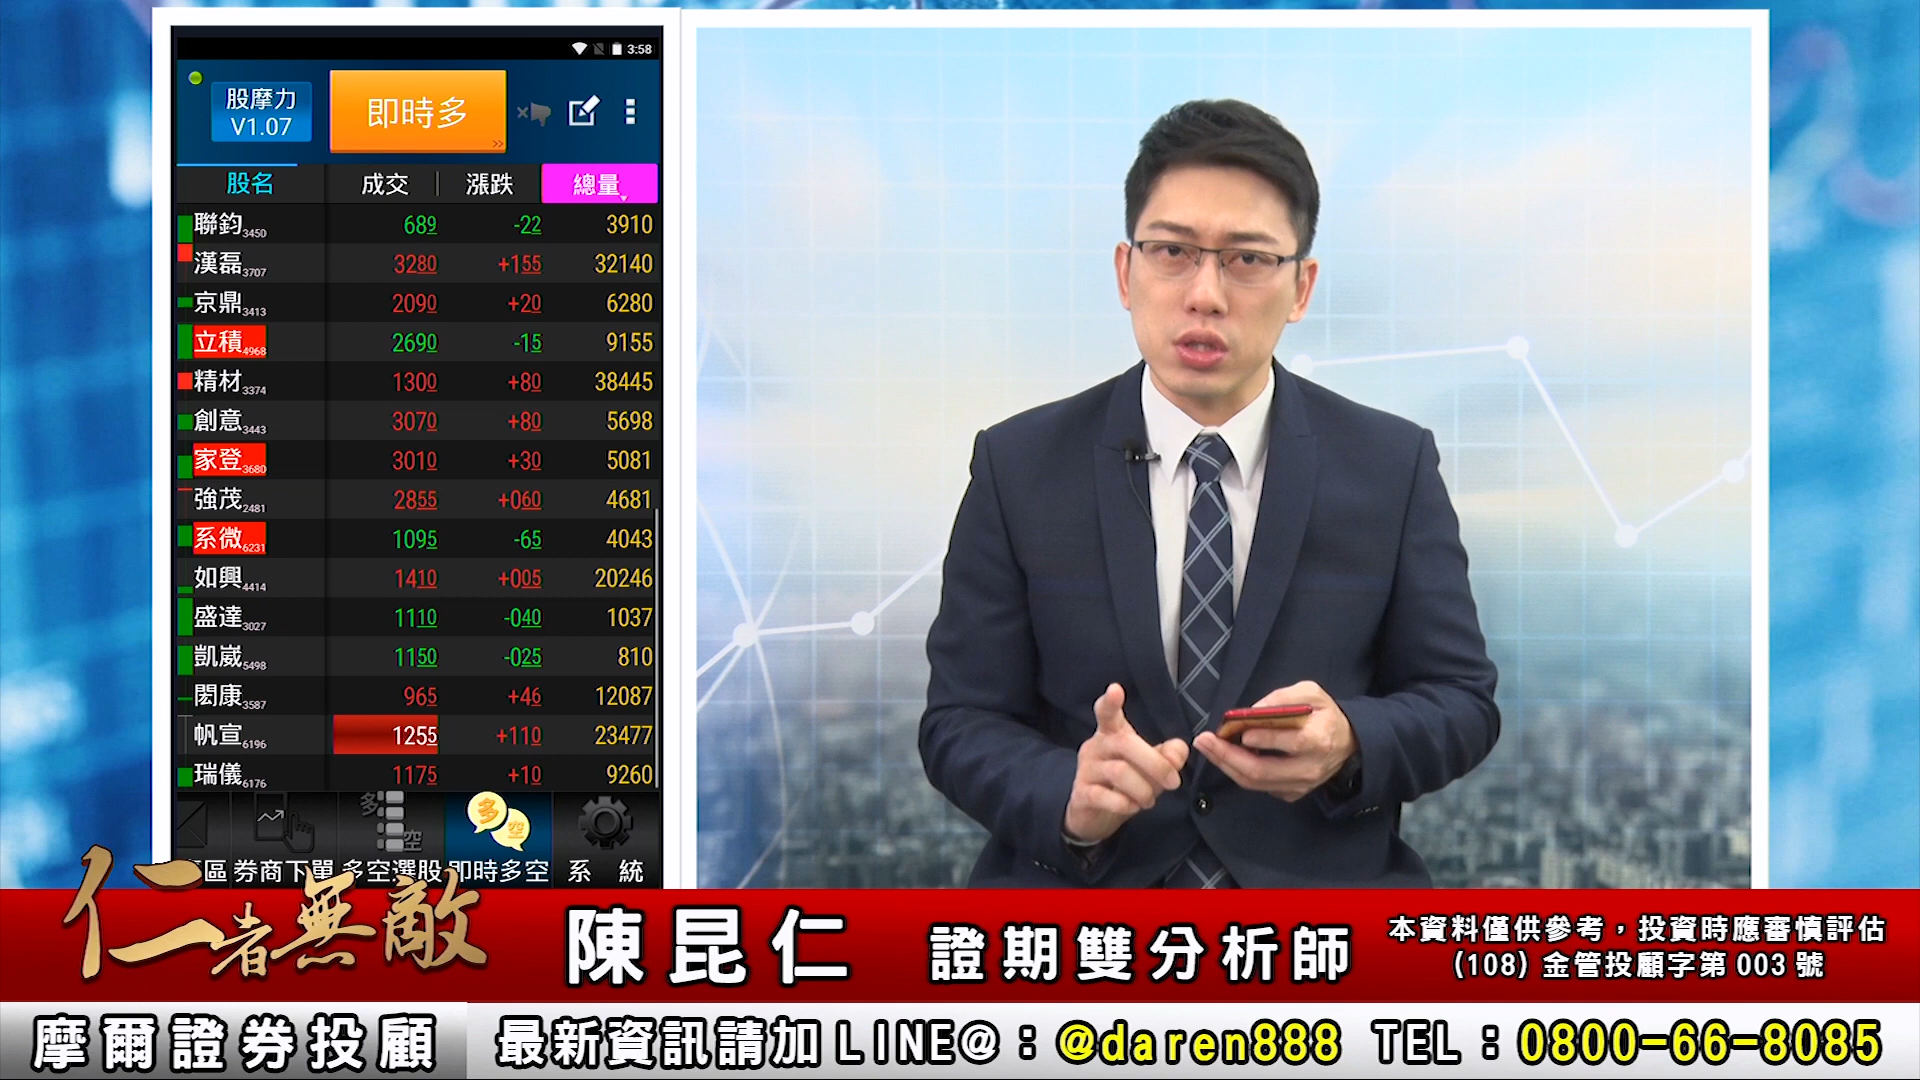 3:58
股摩力
V1.07
即時多
股名 成交 漲跌 總量
聯鈞3450 689 -22 3910
漢磊3707 3280 +155 32140
京鼎3413 2090 +20 6280
立積4968 2690 -15 9155
精材3374 1300 +80 38445
創意3443 3070 +80 5698
家登3680 3010 +30 5081
強茂2481 2855 +060 4681
系微6231 1095 -65 4043
如興4414 1410 +005 20246
盛達3027 1110 -040 1037
凱崴5498 1150 -025 810
閎康3587 965 +46 12087
帆宣6196 1255 +110 23477
瑞儀6176 1175 +10 9260
多 空 多 空
區 券商下單 多空選股 即時多空 系 統
仁者無敵
陳昆仁 證期雙分析師
本資料僅供參考，投資時應審慎評估
(108) 金管投顧字第 003 號
摩爾證券投顧
最新資訊請加LINE@：@daren888 TEL：0800-66-8085